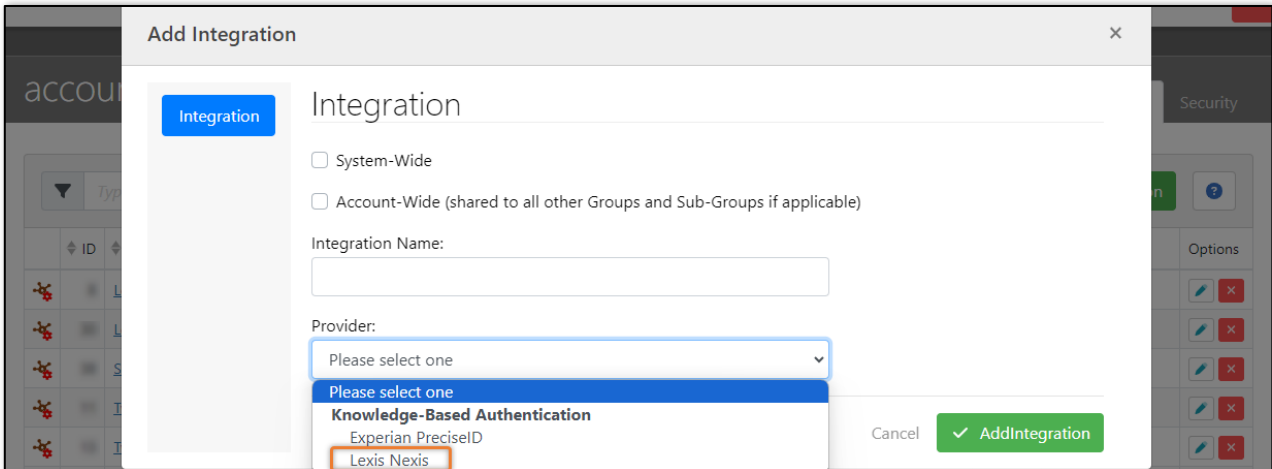 Add Integration
×
accou
Security
Integration
Integration
System-Wide
Account-Wide (shared to all other Groups and Sub-Groups if applicable)
Typ
n
Integration Name:
ID
Options
L
L
Provider:
Please select one
S
Please select one
Knowledge-Based Authentication
T
Experian PreciseID
Cancel
AddIntegration
Lexis Nexis
T